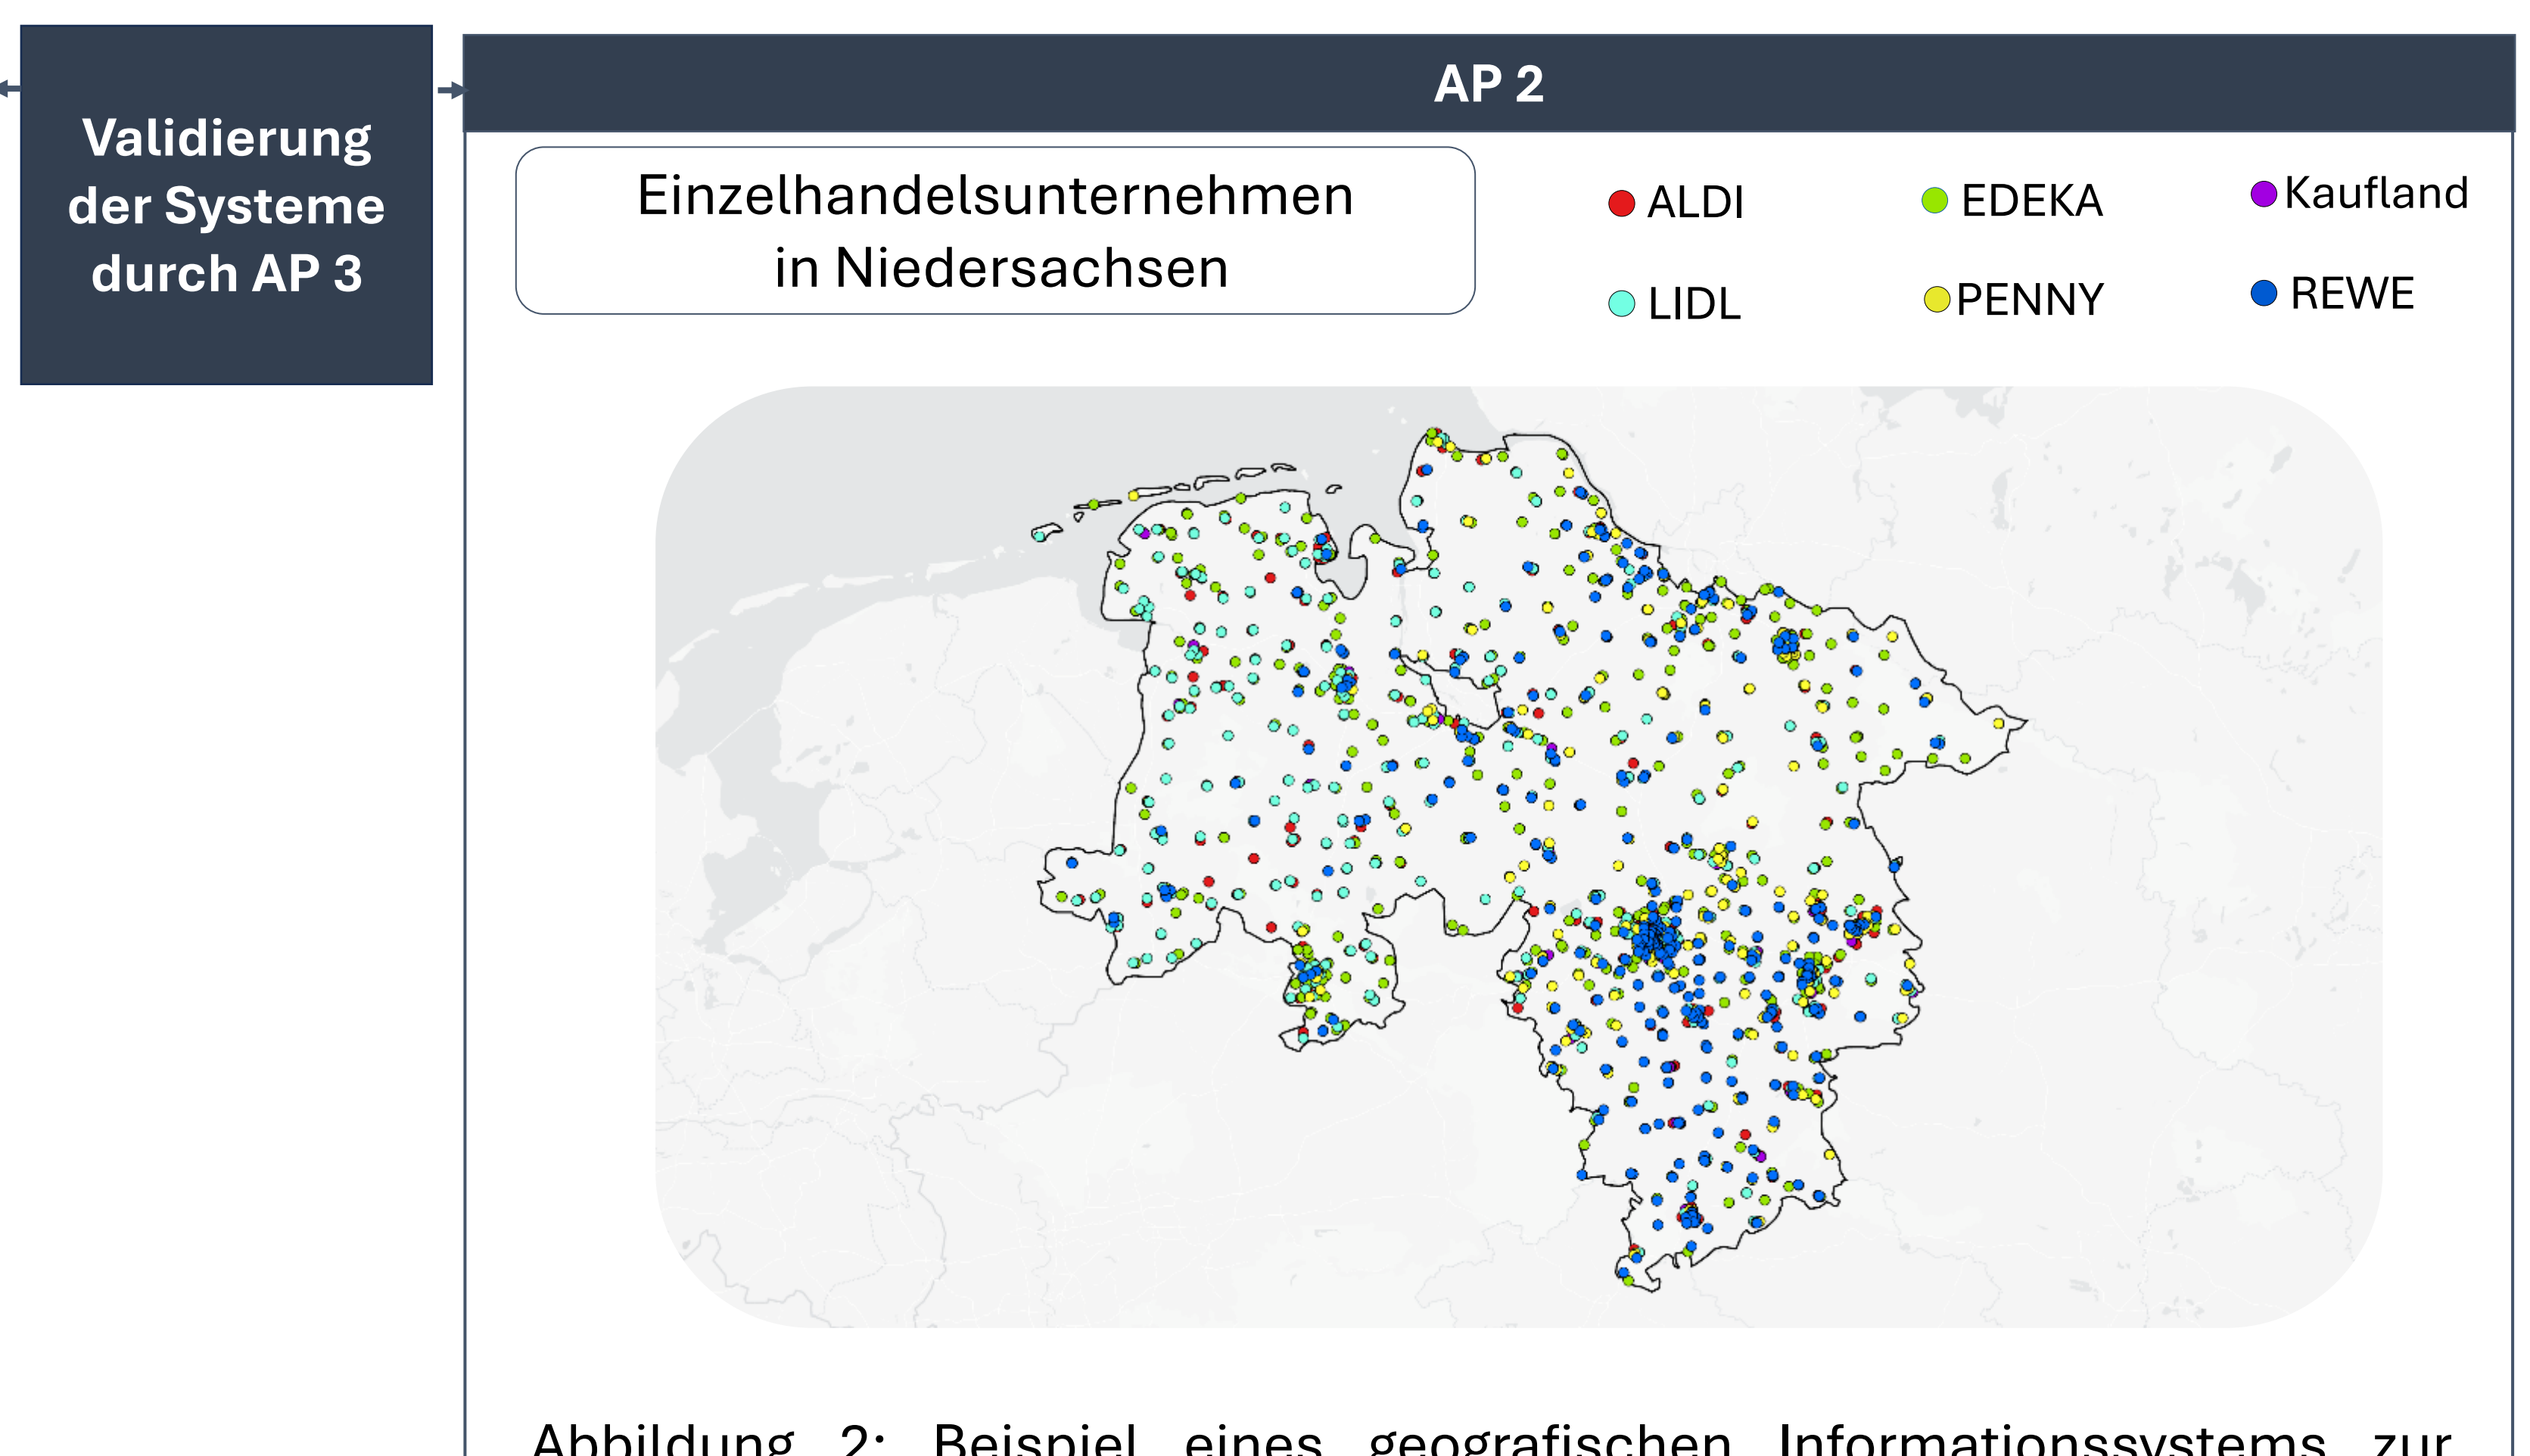 Validierung
der Systeme
durch AP 3
AP 2
Einzelhandelsunternehmen
in Niedersachsen
ALDI
EDEKA
Kaufland
LIDL
PENNY
REWE
Abbildung 2: Beispiel eines geografischen Informationssystems zur